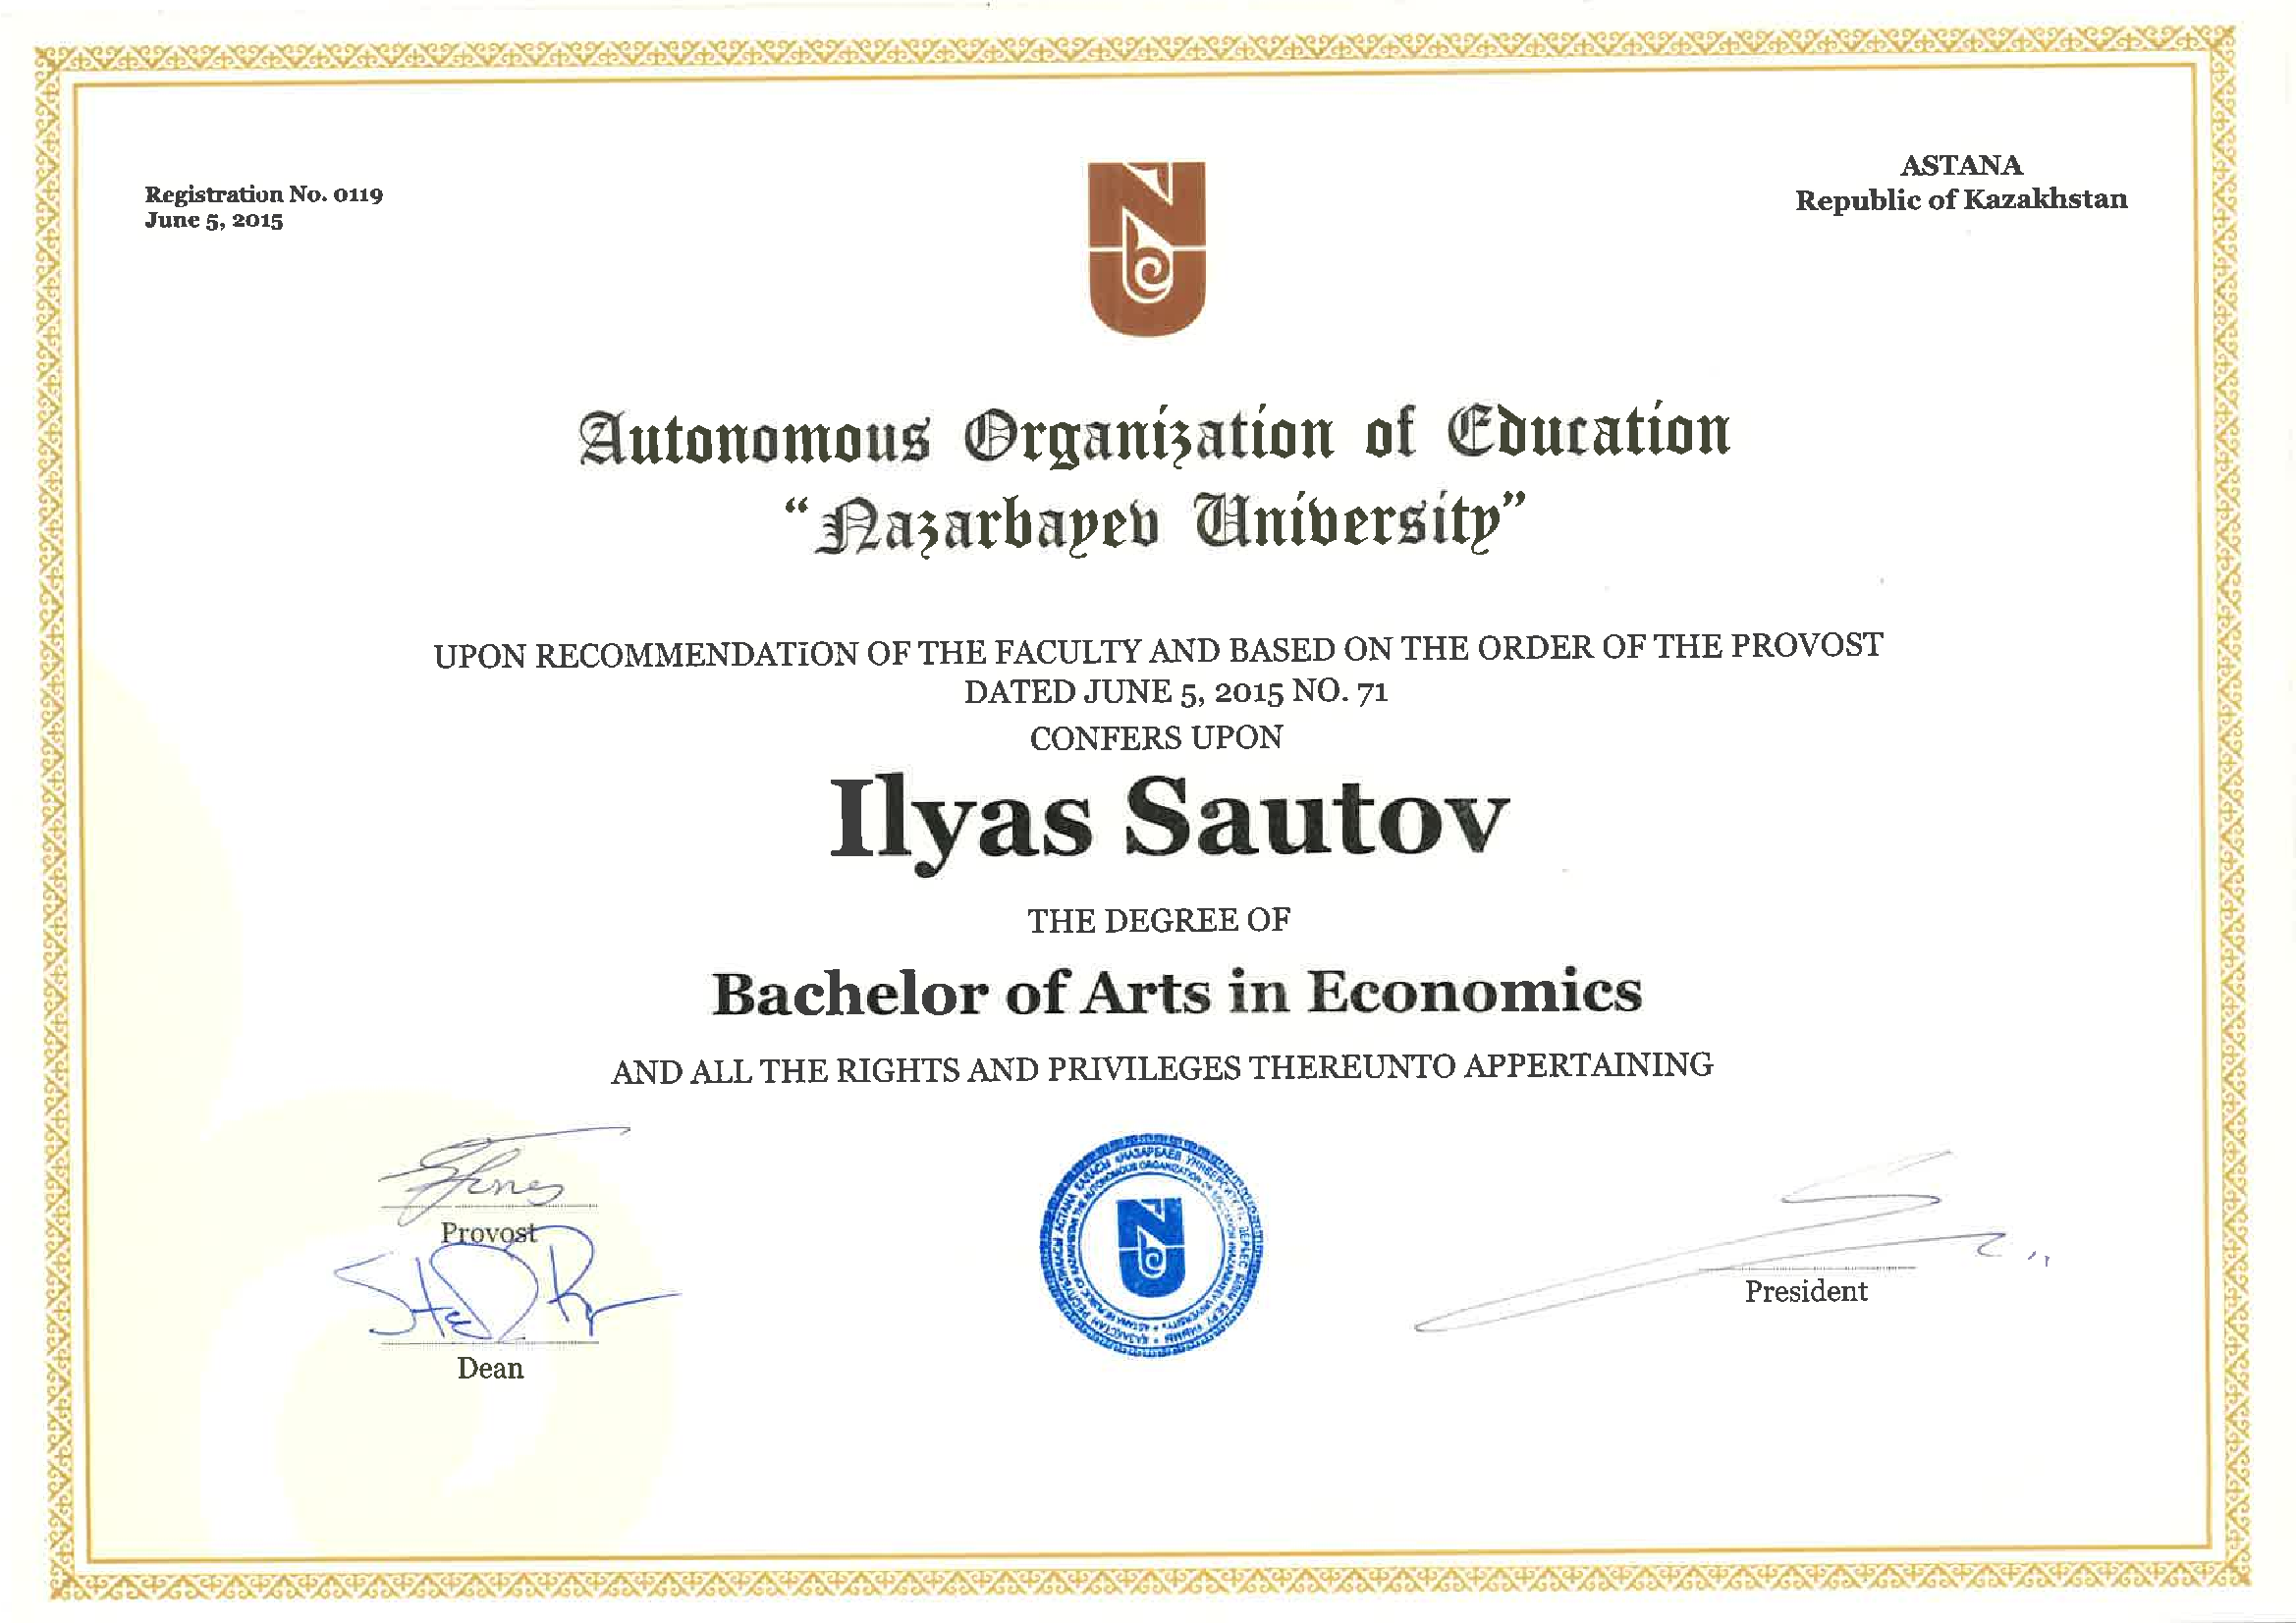 Registration No. 0119
June 5, 2015
ASTANA
Republic of Kazakhstan
Autonomous Organization of Education
“Nazarbayev University”
UPON RECOMMENDATION OF THE FACULTY AND BASED ON THE ORDER OF THE PROVOST
DATED JUNE 5, 2015 NO. 71
CONFERS UPON
Ilyas Sautov
THE DEGREE OF
Bachelor of Arts in Economics
AND ALL THE RIGHTS AND PRIVILEGES THEREUNTO APPERTAINING
Provost
Dean
President